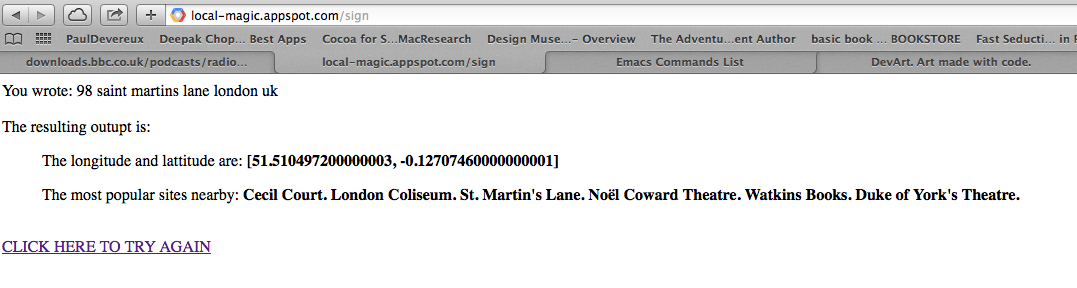 local-magic.appspot.com/sign
PaulDevereux Deepak Chop... Best Apps Cocoa for S...MacResearch Design Muse...– Overview The Adventu...ent Author basic book ... BOOKSTORE Fast Seducti... in
downloads.bbc.co.uk/podcasts/radio... local-magic.appspot.com/sign Emacs Commands List DevArt. Art made with code.
You wrote: 98 saint martins lane london uk
The resulting outupt is:
The longitude and lattitude are: [51.510497200000003, -0.12707460000000001]
The most popular sites nearby: Cecil Court. London Coliseum. St. Martin's Lane. Noël Coward Theatre. Watkins Books. Duke of York's Theatre.
CLICK HERE TO TRY AGAIN